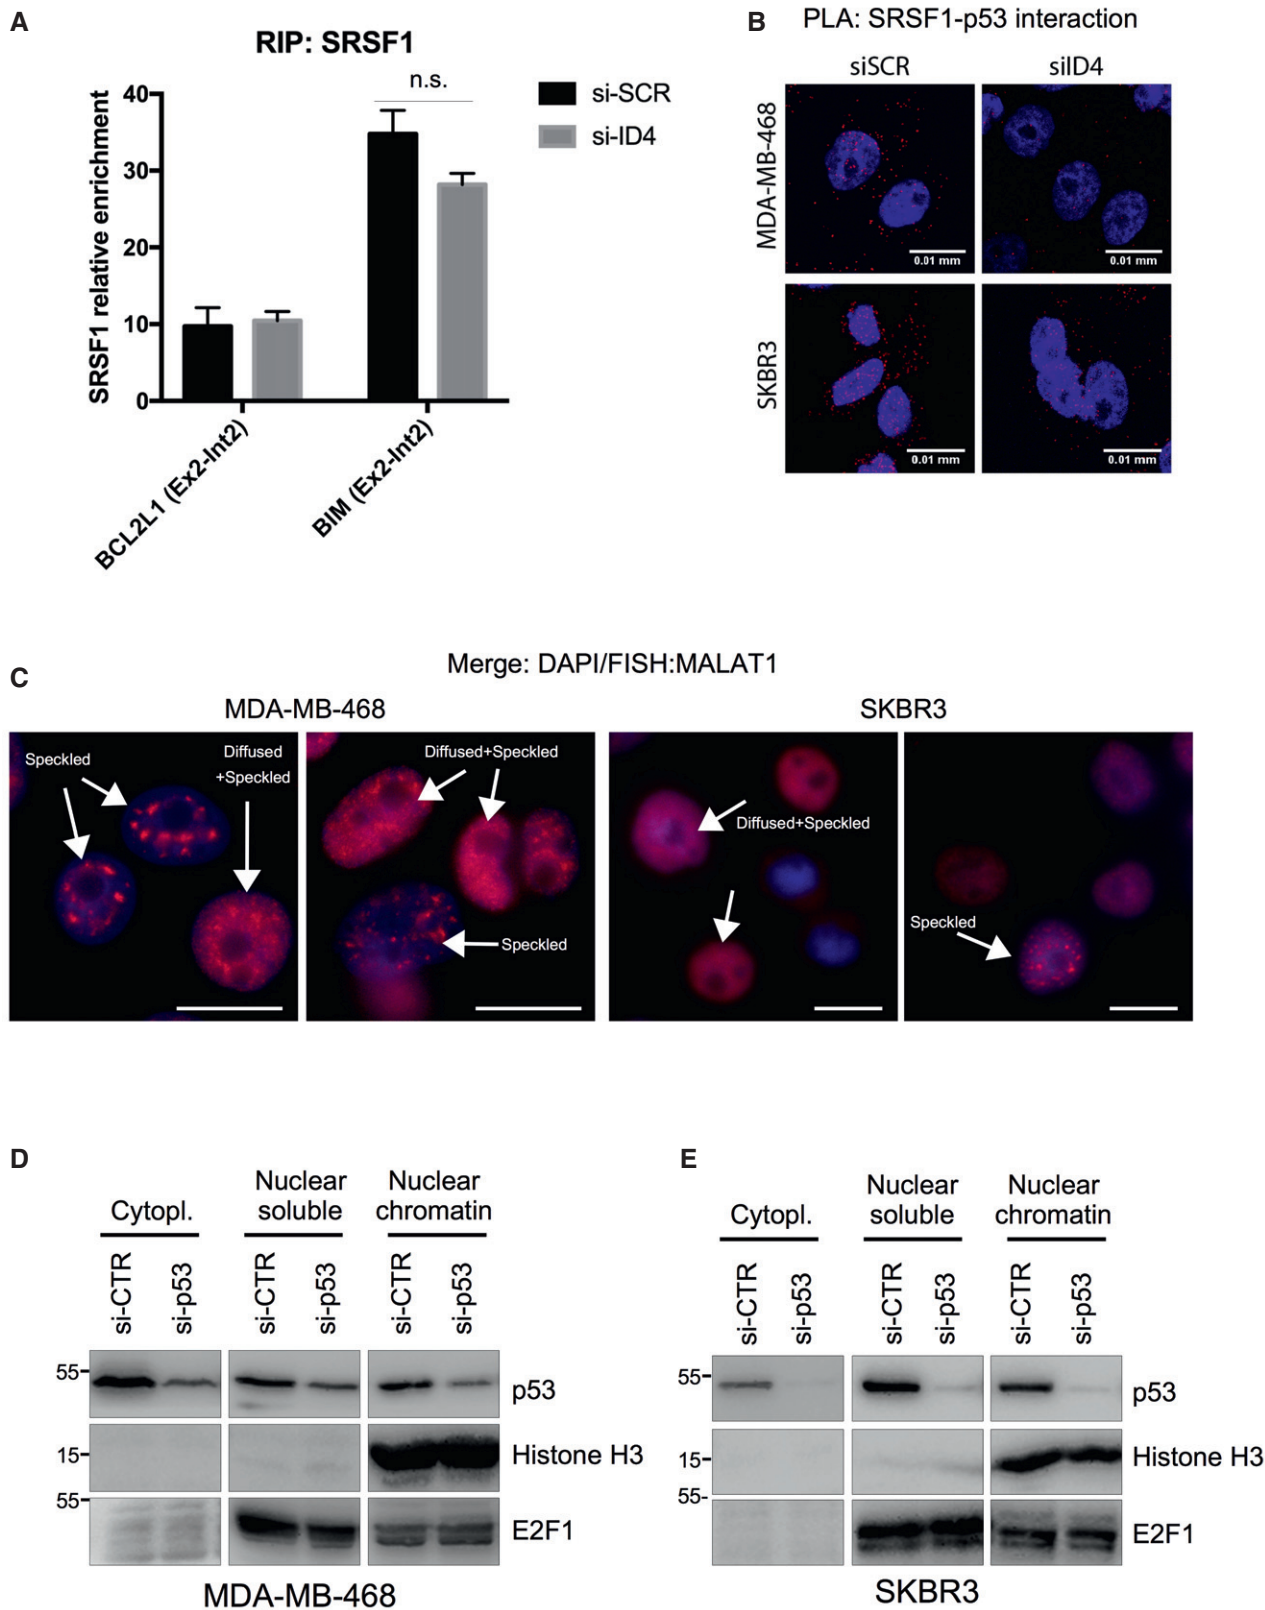 A
RIP: SRSF1
n.s.
si-SCR
si-ID4
SRSF1 relative enrichment
40
30
20
10
0
BCL2L1 (Ex2-Int2)
BIM (Ex2-Int2)
B
PLA: SRSF1-p53 interaction
siSCR
siID4
MDA-MB-468
0.01 mm
0.01 mm
SKBR3
0.01 mm
0.01 mm
C
Merge: DAPI/FISH:MALAT1
MDA-MB-468
SKBR3
Speckled
Diffused
+Speckled
Diffused+Speckled
Speckled
Diffused+Speckled
Speckled
D
Cytopl.
Nuclear
soluble
Nuclear
chromatin
si-CTR
si-p53
si-CTR
si-p53
si-CTR
si-p53
55-
p53
15-
Histone H3
55-
E2F1
MDA-MB-468
E
Cytopl.
Nuclear
soluble
Nuclear
chromatin
si-CTR
si-p53
si-CTR
si-p53
si-CTR
si-p53
55-
p53
15-
Histone H3
55-
E2F1
SKBR3